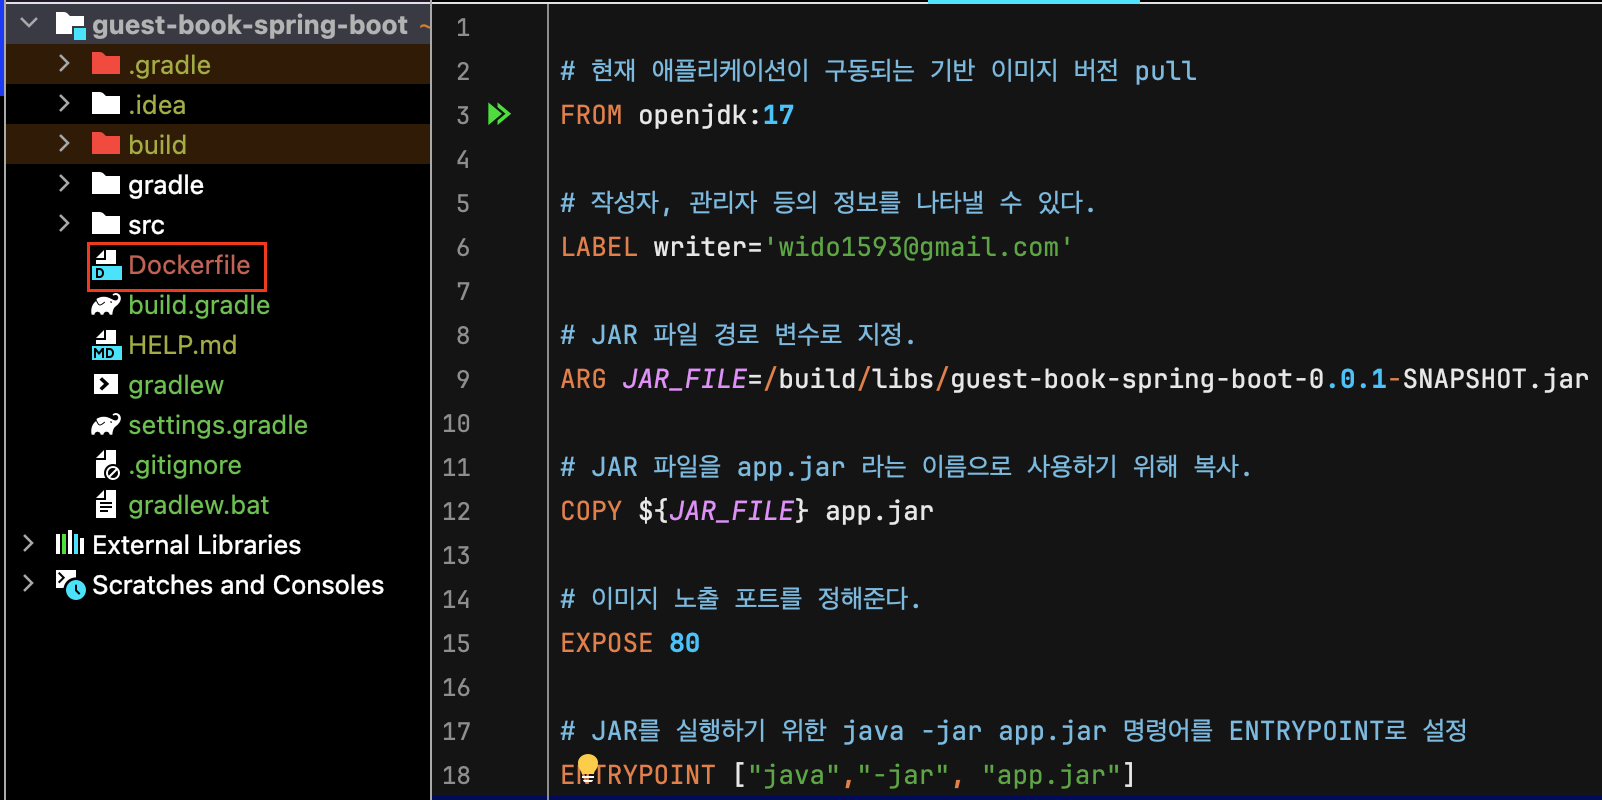 guest-book-spring-boot ~
.gradle
.idea
build
gradle
src
Dockerfile
build.gradle
HELP.md
gradlew
settings.gradle
.gitignore
gradlew.bat
External Libraries
Scratches and Consoles
1
2 # 현재 애플리케이션이 구동되는 기반 이미지 버전 pull
3 FROM openjdk:17
4
5 # 작성자, 관리자 등의 정보를 나타낼 수 있다.
6 LABEL writer='wido1593@gmail.com'
7
8 # JAR 파일 경로 변수로 지정.
9 ARG JAR_FILE=/build/libs/guest-book-spring-boot-0.0.1-SNAPSHOT.jar
10
11 # JAR 파일을 app.jar 라는 이름으로 사용하기 위해 복사.
12 COPY ${JAR_FILE} app.jar
13
14 # 이미지 노출 포트를 정해준다.
15 EXPOSE 80
16
17 # JAR를 실행하기 위한 java -jar app.jar 명령어를 ENTRYPOINT로 설정
18 ENTRYPOINT ["java","-jar", "app.jar"]